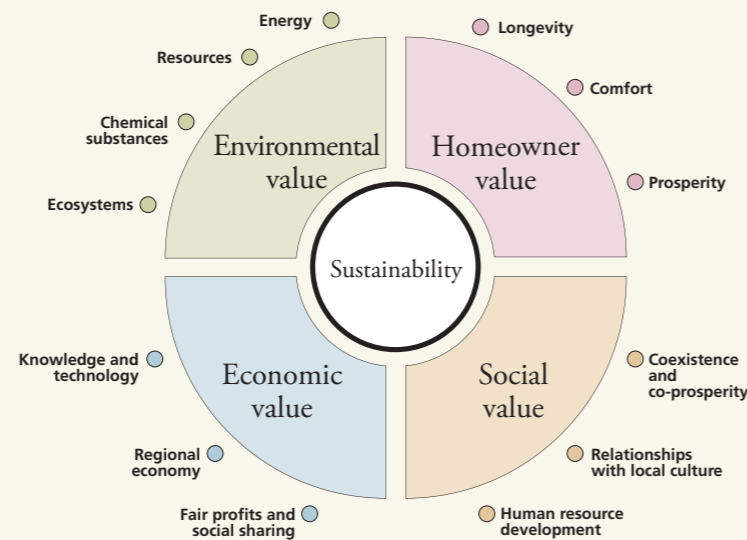 Energy
Resources
Chemical
substances
Ecosystems
Environmental
value
Longevity
Comfort
Prosperity
Homeowner
value
Sustainability
Knowledge and
technology
Regional
economy
Fair profits and
social sharing
Economic
value
Social
value
Coexistence
and
co-prosperity
Relationships
with local culture
Human resource
development